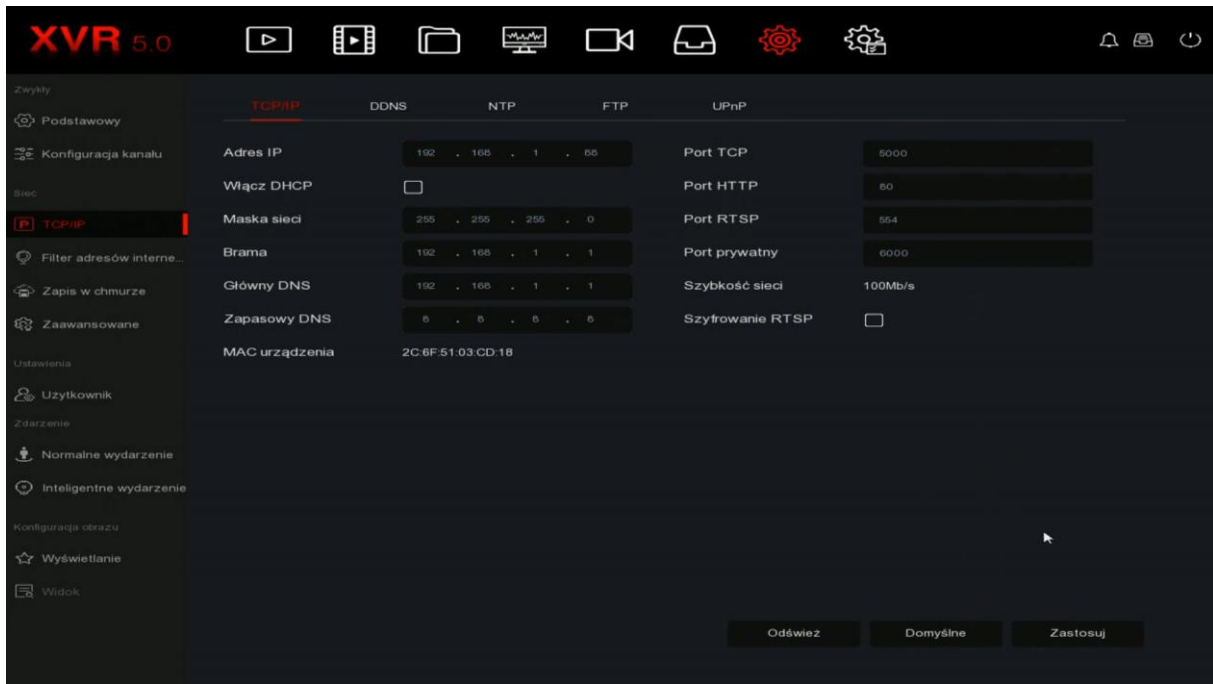 XVR 5.0
Zwykły
Podstawowy
Konfiguracja kanału
Sieć
TCP/IP
Filter adresów interne...
Zapis w chmurze
Zaawansowane
Ustawienia
Użytkownik
Zdarzenie
Normalne wydarzenie
Inteligentne wydarzenie
Konfiguracja obrazu
Wyświetlanie
Widok
TCP/IP DDNS NTP FTP UPnP
Adres IP 192 . 168 . 1 . 
Włącz DHCP
Maska sieci 255 . 255 . 255 . 0
Brama 192 . 168 . 1 . 1
Główny DNS 192 . 168 . 1 . 1
Zapasowy DNS 8 . 8 . 8 . 8
MAC urządzenia 2C:6F:51:03:CD:18
Port TCP 5000
Port HTTP 80
Port RTSP 554
Port prywatny 6000
Szybkość sieci 100Mb/s
Szyfrowanie RTSP
Odśwież Domyślne Zastosuj